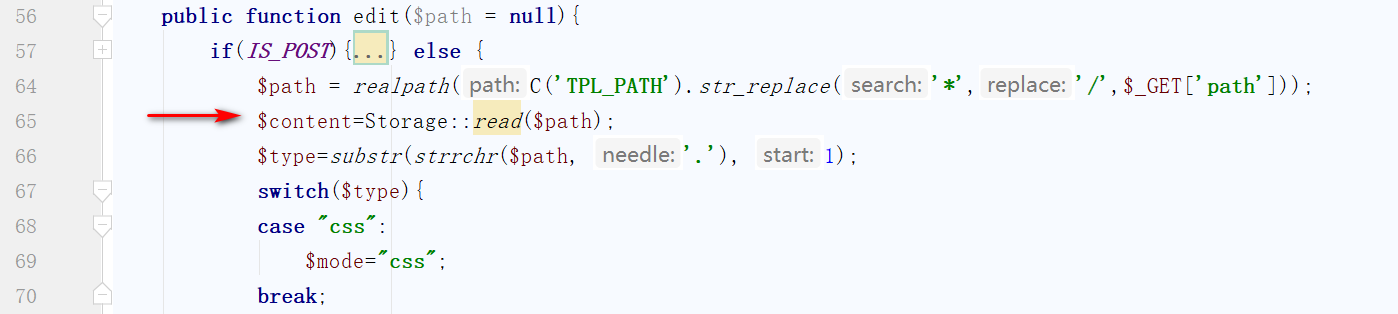 56 public function edit($path = null){
57 if(IS_POST){...} else {
64 $path = realpath( path: C('TPL_PATH').str_replace( search: '*', replace: '/',$_GET['path']));
65 $content=Storage::read($path);
66 $type=substr(strrchr($path, needle: '.'), start: 1);
67 switch($type){
68 case "css":
69 $mode="css";
70 break;